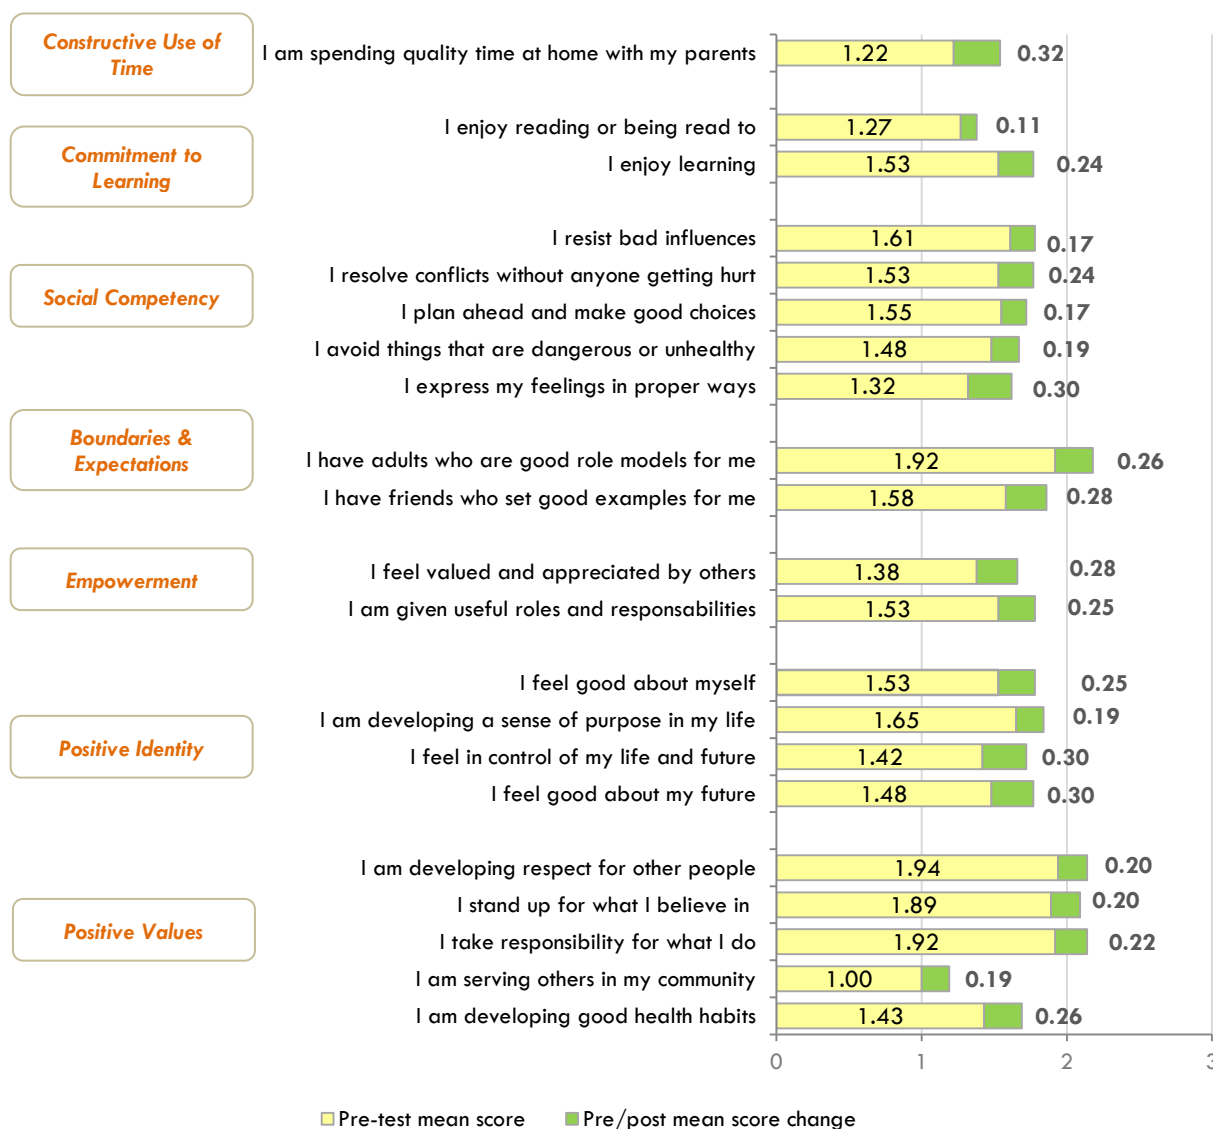 Constructive Use of
Time
I am spending quality time at home with my parents 1.22 0.32
Commitment to
Learning
I enjoy reading or being read to 1.27 0.11
I enjoy learning 1.53 0.24
Social Competency
I resist bad influences 1.61 0.17
I resolve conflicts without anyone getting hurt 1.53 0.24
I plan ahead and make good choices 1.55 0.17
I avoid things that are dangerous or unhealthy 1.48 0.19
I express my feelings in proper ways 1.32 0.30
Boundaries &
Expectations
I have adults who are good role models for me 1.92 0.26
I have friends who set good examples for me 1.58 0.28
Empowerment
I feel valued and appreciated by others 1.38 0.28
I am given useful roles and responsabilities 1.53 0.25
Positive Identity
I feel good about myself 1.53 0.25
I am developing a sense of purpose in my life 1.65 0.19
I feel in control of my life and future 1.42 0.30
I feel good about my future 1.48 0.30
Positive Values
I am developing respect for other people 1.94 0.20
I stand up for what I believe in 1.89 0.20
I take responsibility for what I do 1.92 0.22
I am serving others in my community 1.00 0.19
I am developing good health habits 1.43 0.26
0 1 2 3
Pre-test mean score Pre/post mean score change